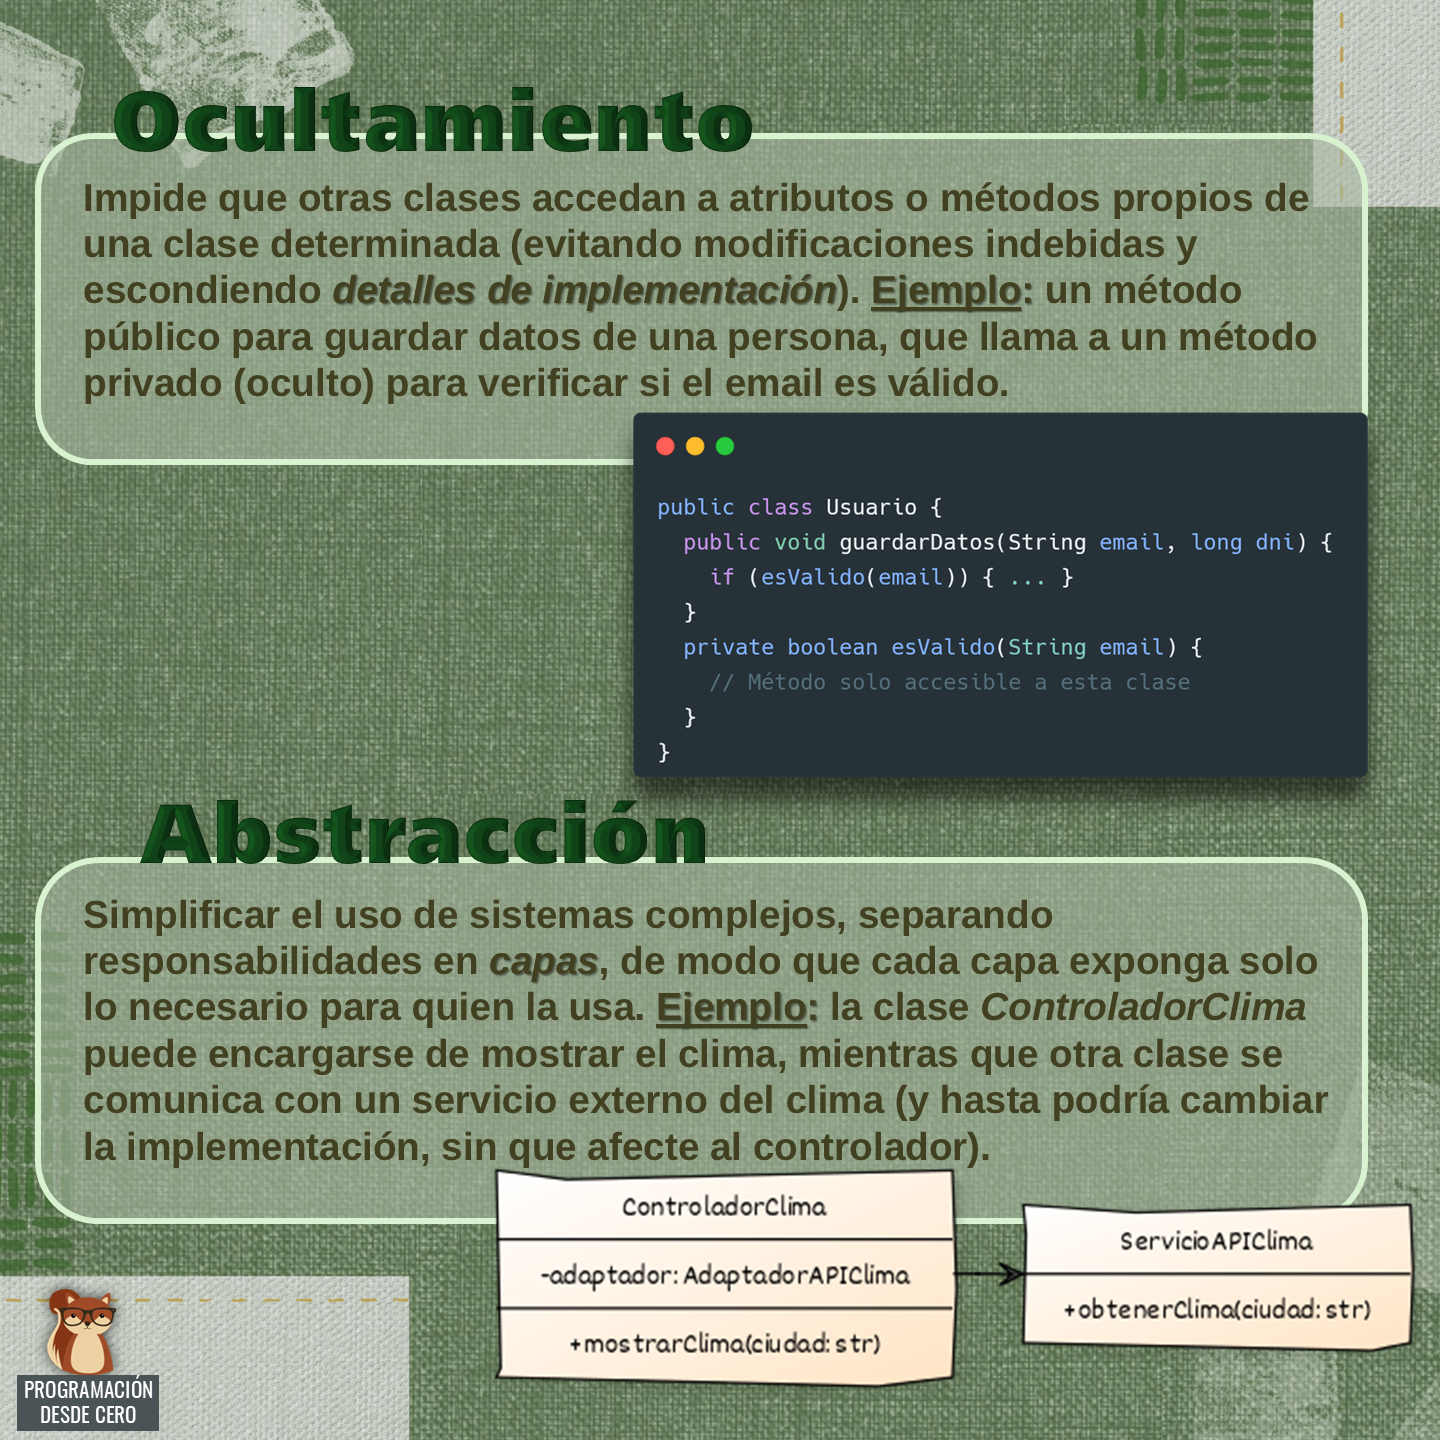 Ocultamiento
Impide que otras clases accedan a atributos o métodos propios de
una clase determinada (evitando modificaciones indebidas y
escondiendo detalles de implementación). Ejemplo: un método
público para guardar datos de una persona, que llama a un método
privado (oculto) para verificar si el email es válido.
public class Usuario {
  public void guardarDatos(String email, long dni) {
    if (esValido(email)) { ... }
  }
  private boolean esValido(String email) {
    // Método solo accesible a esta clase
  }
}
Abstracción
Simplificar el uso de sistemas complejos, separando
responsabilidades en capas, de modo que cada capa exponga solo
lo necesario para quien la usa. Ejemplo: la clase ControladorClima
puede encargarse de mostrar el clima, mientras que otra clase se
comunica con un servicio externo del clima (y hasta podría cambiar
la implementación, sin que afecte al controlador).
ControladorClima
-adaptador: AdaptadorAPIClima
+mostrarClima(ciudad: str)
ServicioAPIClima
+obtenerClima(ciudad: str)
PROGRAMACIÓN
DESDE CERO